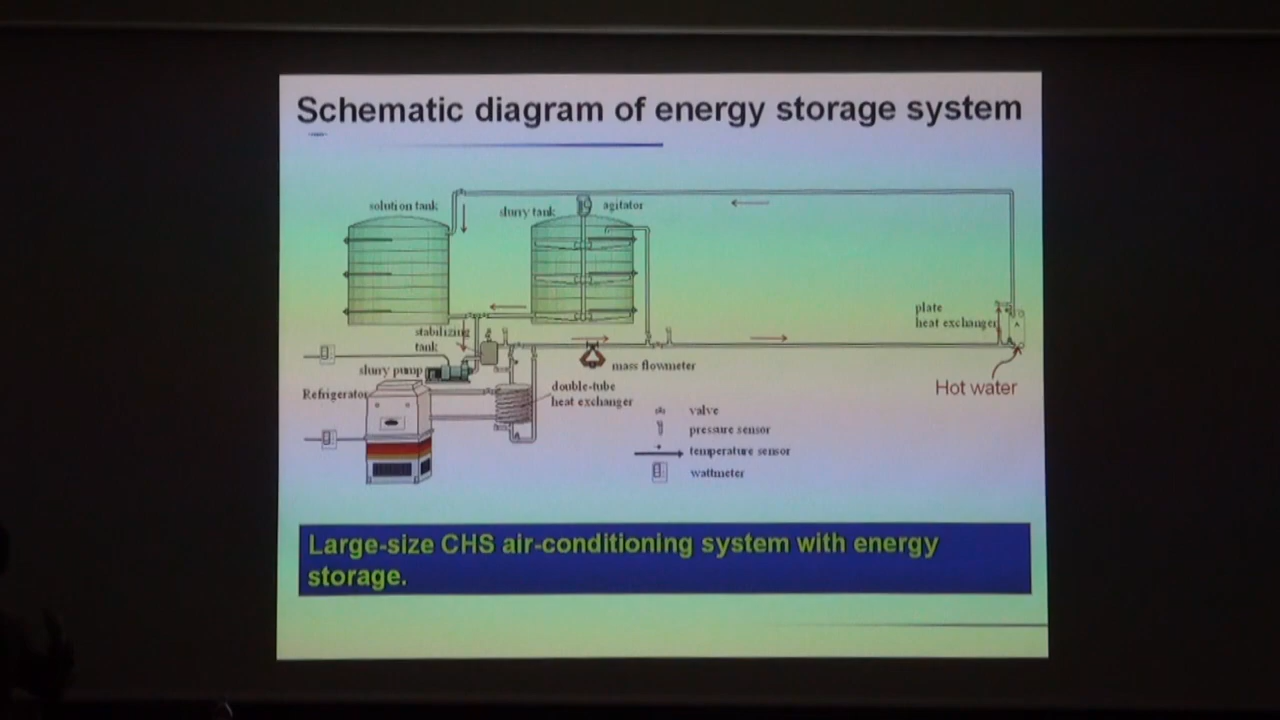 Schematic diagram of energy storage system
solution tank
slurry tank
agitator
plate
heat exchanger
stabilizing
tank
slurry pump
mass flowmeter
Hot water
Refrigerator
double-tube
heat exchanger
valve
pressure sensor
temperature sensor
wattmeter
Large-size CHS air-conditioning system with energy
storage.